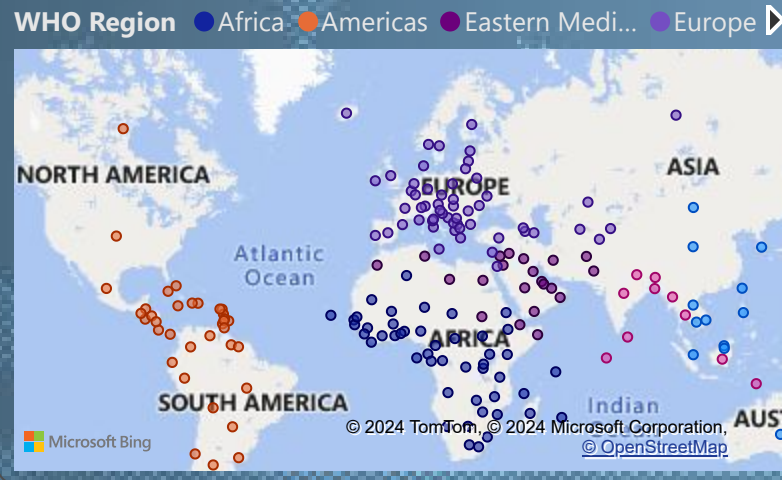 WHO Region Africa Americas Eastern Medi... Europe
NORTH AMERICA
ASIA
EUROPE
Atlantic
Ocean
AFRICA
SOUTH AMERICA
Indian
AUS
© 2024 TomTom, © 2024 Microsoft Corporation,
Microsoft Bing
© OpenStreetMap